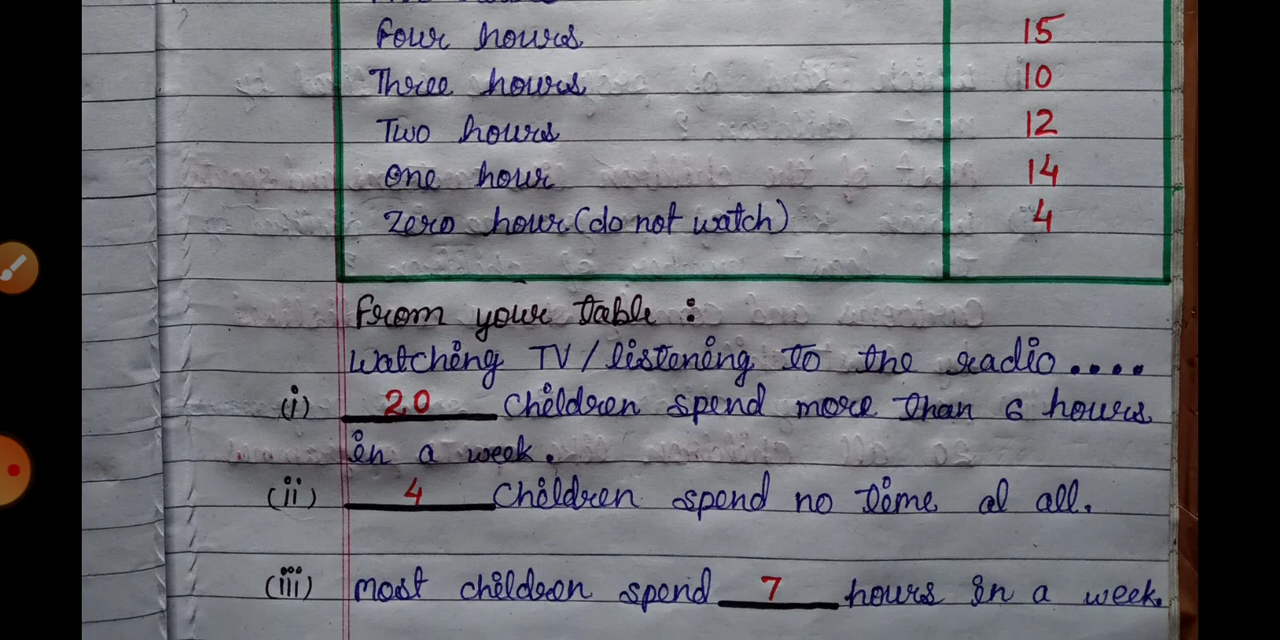 Four hours 15
Three hours 10
Two hours 12
One hour 14
Zero hour (do not watch) 4
From your table :
Watching TV / listening to the radio ....
(i) 20 children spend more than 6 hours
in a week.
(ii) 4 children spend no time al all.
(iii) most children spend 7 hours in a week.